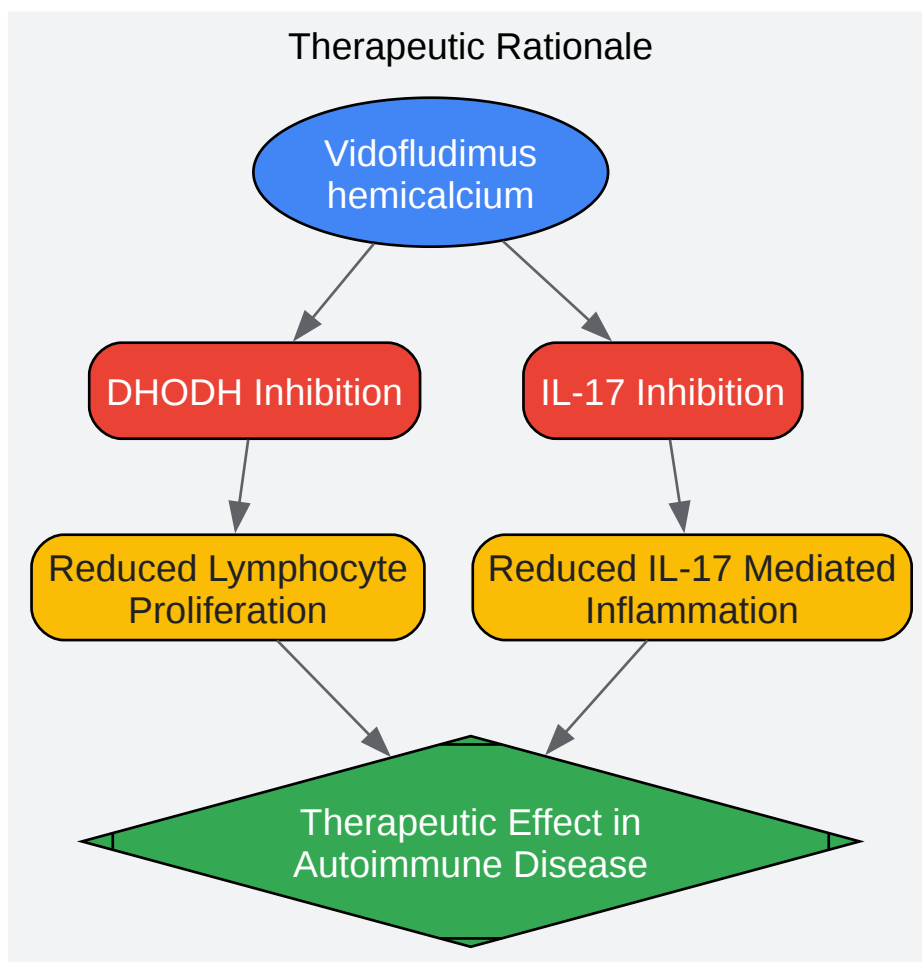 Therapeutic Rationale
Vidofludimus
hemicalcium
DHODH Inhibition
IL-17 Inhibition
Reduced Lymphocyte
Proliferation
Reduced IL-17 Mediated
Inflammation
Therapeutic Effect in
Autoimmune Disease